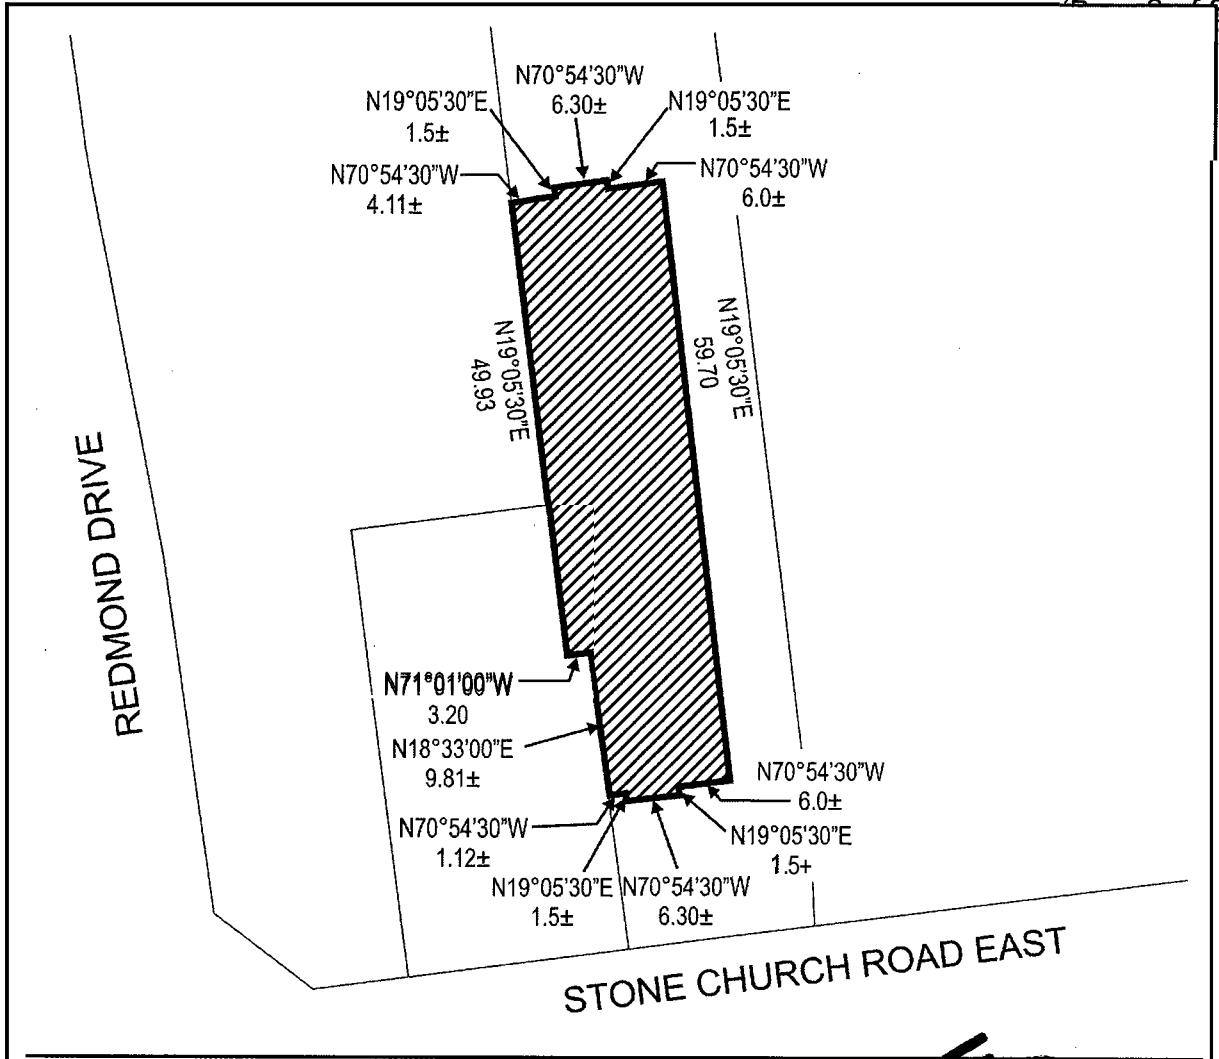 N70°54'30"W
6.30±
N19°05'30"E
1.5±
N19°05'30"E
1.5±
N70°54'30"W
4.11±
N70°54'30"W
6.0±
N19°05'30"E
49.93
N19°05'30"E
59.70
REDMOND DRIVE
N71°01'00"W
3.20
N18°33'00"E
9.81±
N70°54'30"W
6.0±
N70°54'30"W
1.12±
N19°05'30"E
1.5+
N19°05'30"E
1.5±
N70°54'30"W
6.30±
STONE CHURCH ROAD EAST